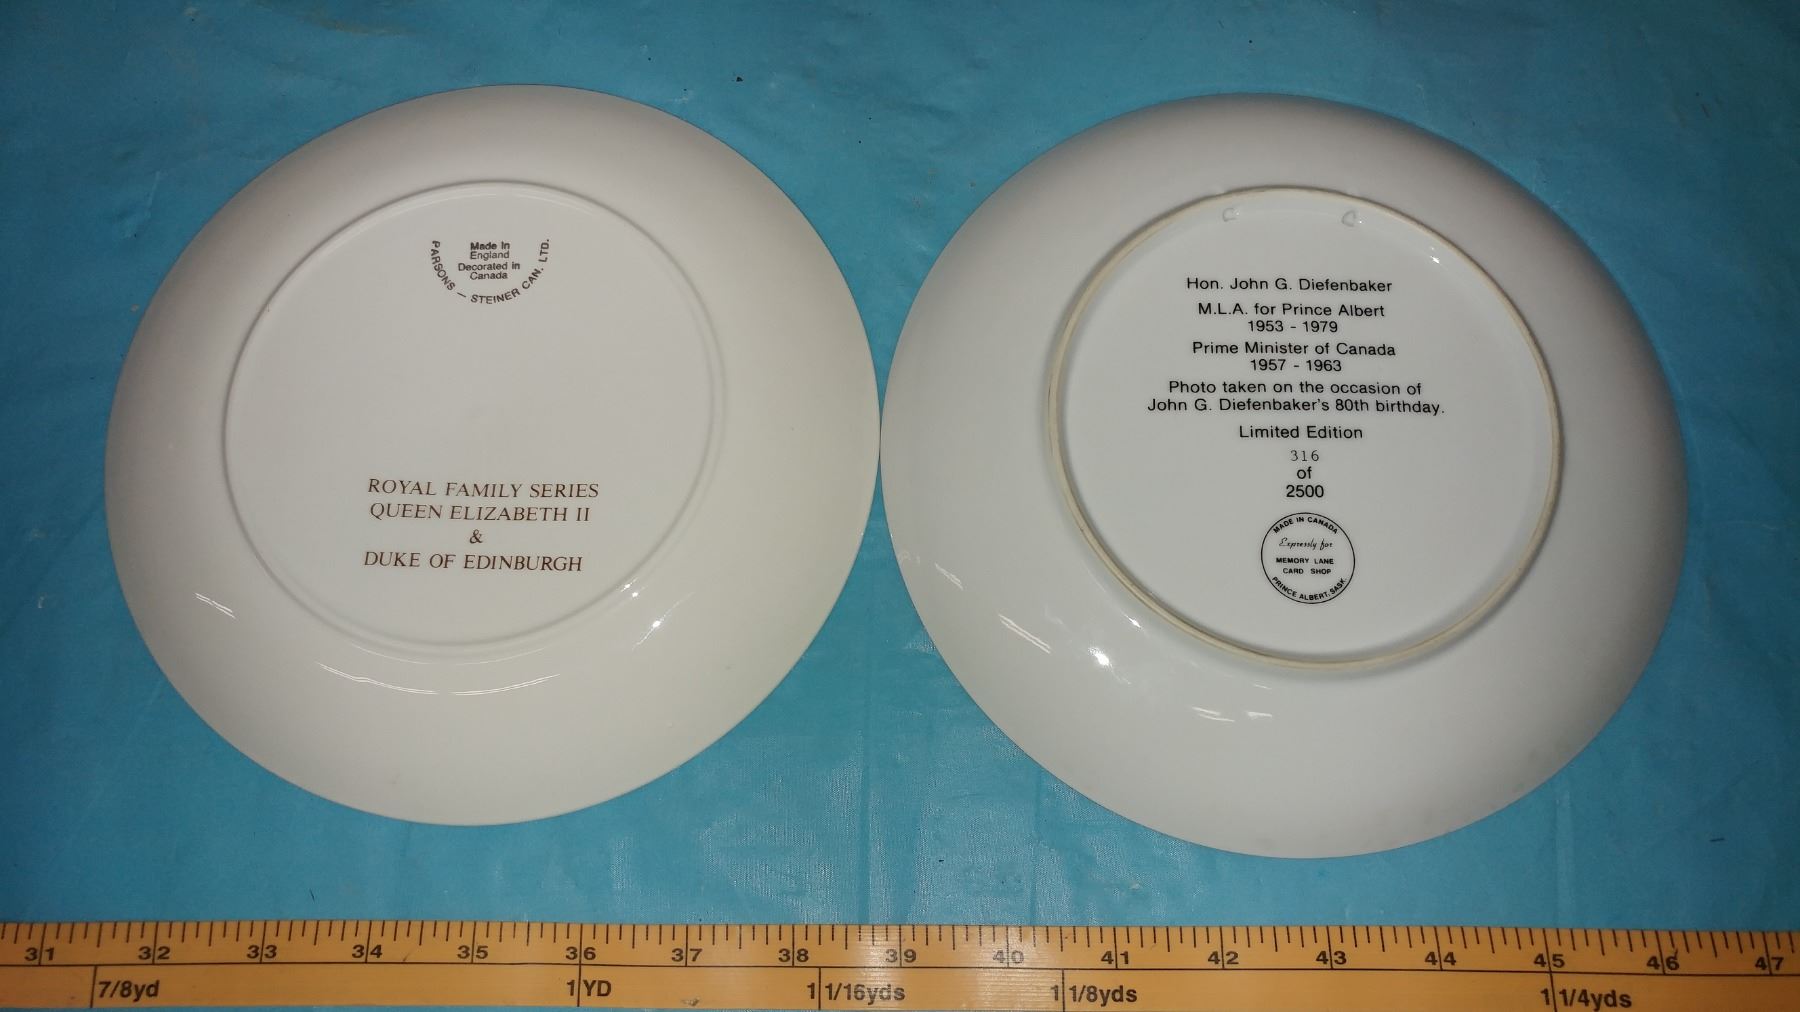 Made In
England
Decorated in
Canada
PARSONS – STEINER CAN. LTD.
ROYAL FAMILY SERIES
QUEEN ELIZABETH II
&
DUKE OF EDINBURGH
Hon. John G. Diefenbaker
M.L.A. for Prince Albert
1953 - 1979
Prime Minister of Canada
1957 - 1963
Photo taken on the occasion of
John G. Diefenbaker's 80th birthday.
Limited Edition
316
of
2500
MADE IN CANADA
Expressly for
MEMORY LANE
CARD SHOP
PRINCE ALBERT, SASK.
31 32 33 34 35 36 37 38 39 40 41 42 43 44 45 46 47
7/8yd 1 YD 1 1/16yds 1 1/8yds 1 1/4yds